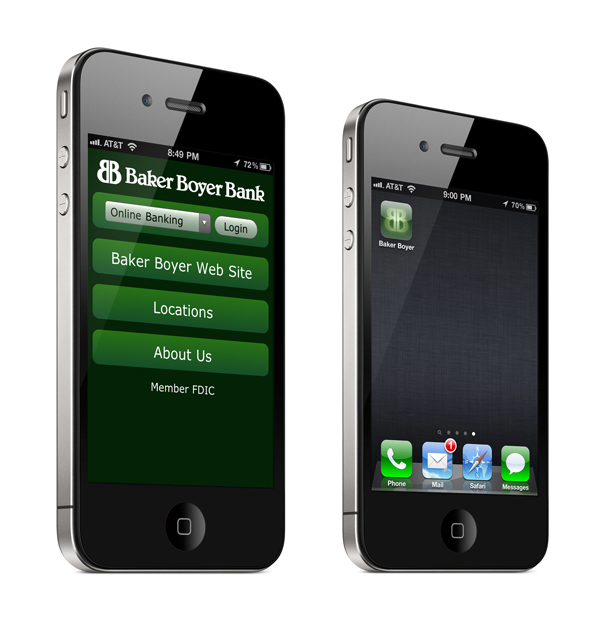 AT&T 8:49 PM 72%
BB Baker Boyer Bank
Online Banking Login
Baker Boyer Web Site
Locations
About Us
Member FDIC
AT&T 9:00 PM 70%
BB
Baker Boyer
1
Phone Mail Safari Messages